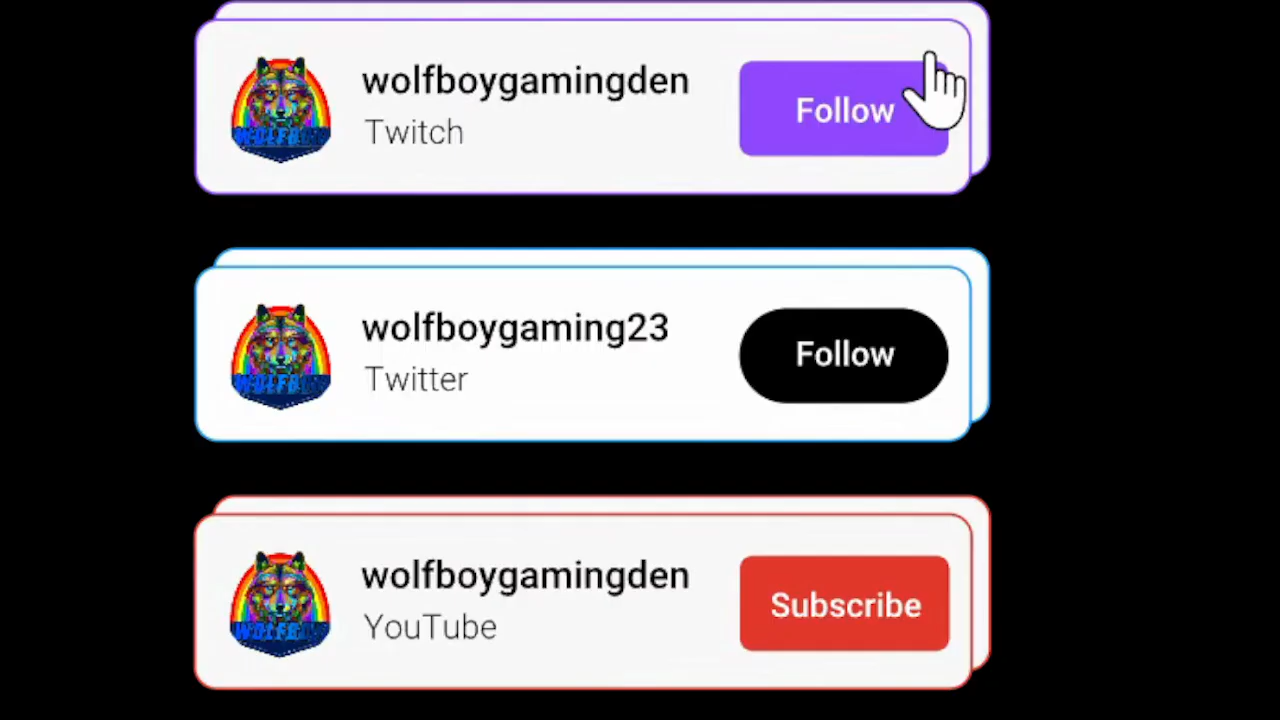 wolfboygamingden
Twitch
Follow
wolfboygaming23
Twitter
Follow
wolfboygamingden
YouTube
Subscribe